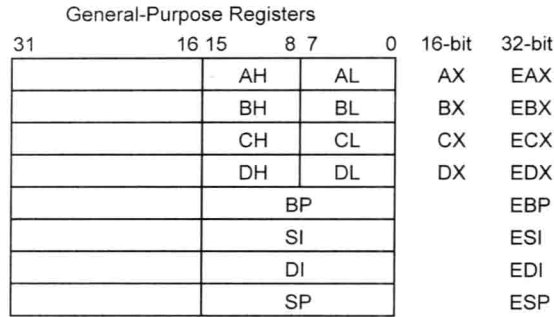 General-Purpose Registers
31 16 15 8 7 0 16-bit 32-bit
AH AL AX EAX
BH BL BX EBX
CH CL CX ECX
DH DL DX EDX
BP EBP
SI ESI
DI EDI
SP ESP